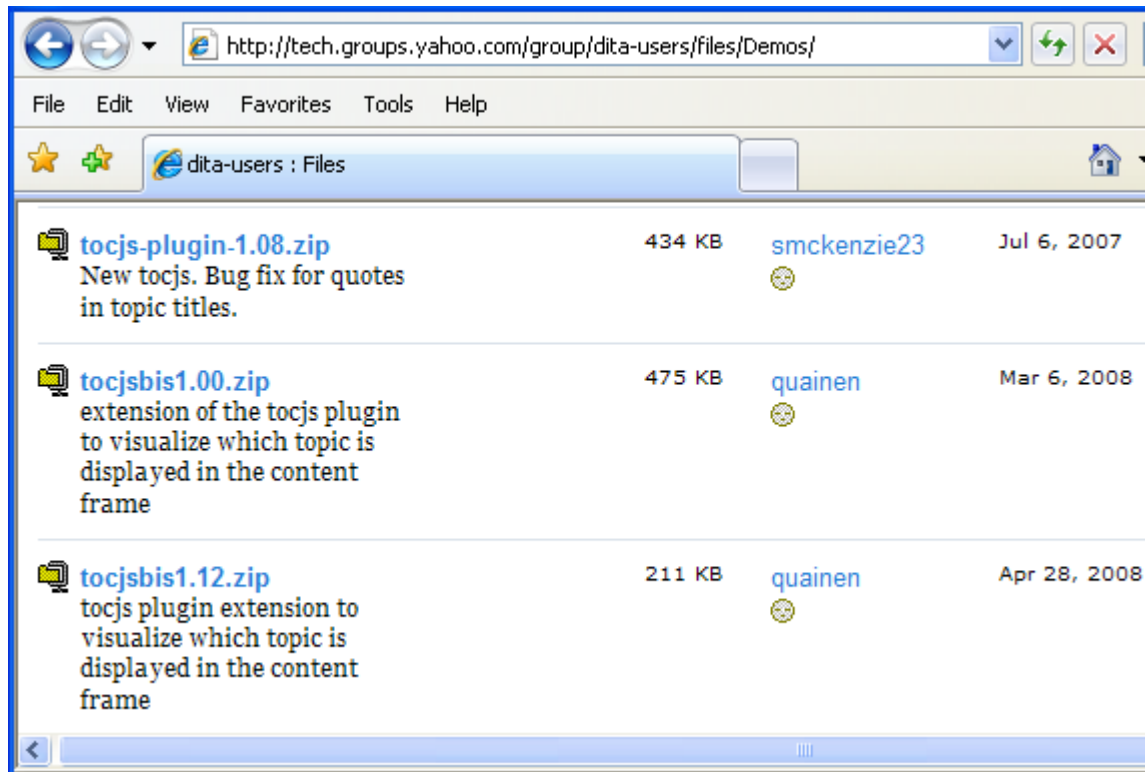 http://tech.groups.yahoo.com/group/dita-users/files/Demos/
File Edit View Favorites Tools Help
dita-users : Files
tocjs-plugin-1.08.zip 434 KB smckenzie23 Jul 6, 2007
New tocjs. Bug fix for quotes
in topic titles.
tocjsbis1.00.zip 475 KB quainen Mar 6, 2008
extension of the tocjs plugin
to visualize which topic is
displayed in the content
frame
tocjsbis1.12.zip 211 KB quainen Apr 28, 2008
tocjs plugin extension to
visualize which topic is
displayed in the content
frame